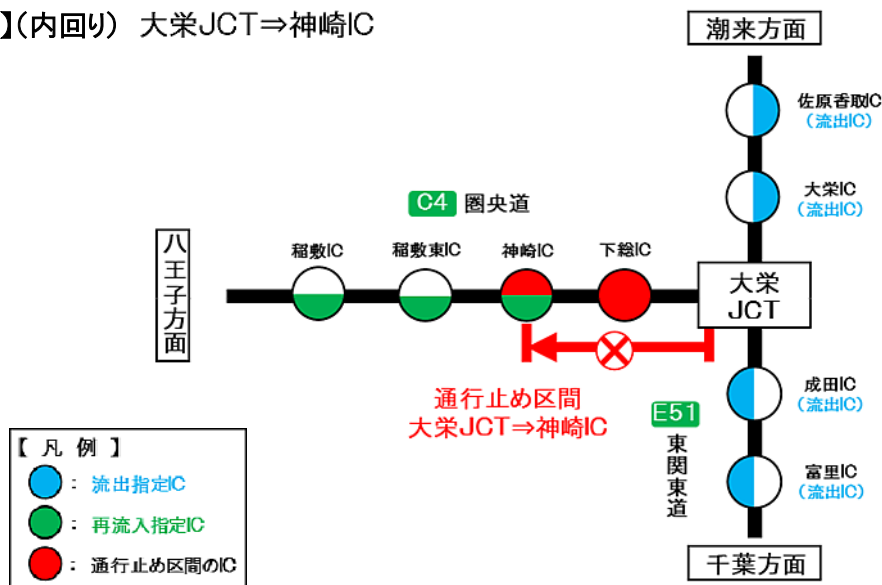 】(内回り) 大栄JCT⇒神崎IC
潮来方面
佐原香取IC
(流出IC)
大栄IC
(流出IC)
C4 圏央道
八王子方面
稲敷IC
稲敷東IC
神崎IC
下総IC
大栄
JCT
通行止め区間
大栄JCT⇒神崎IC
E51
東関東道
成田IC
(流出IC)
富里IC
(流出IC)
千葉方面
【 凡 例 】
: 流出指定IC
: 再流入指定IC
: 通行止め区間のIC